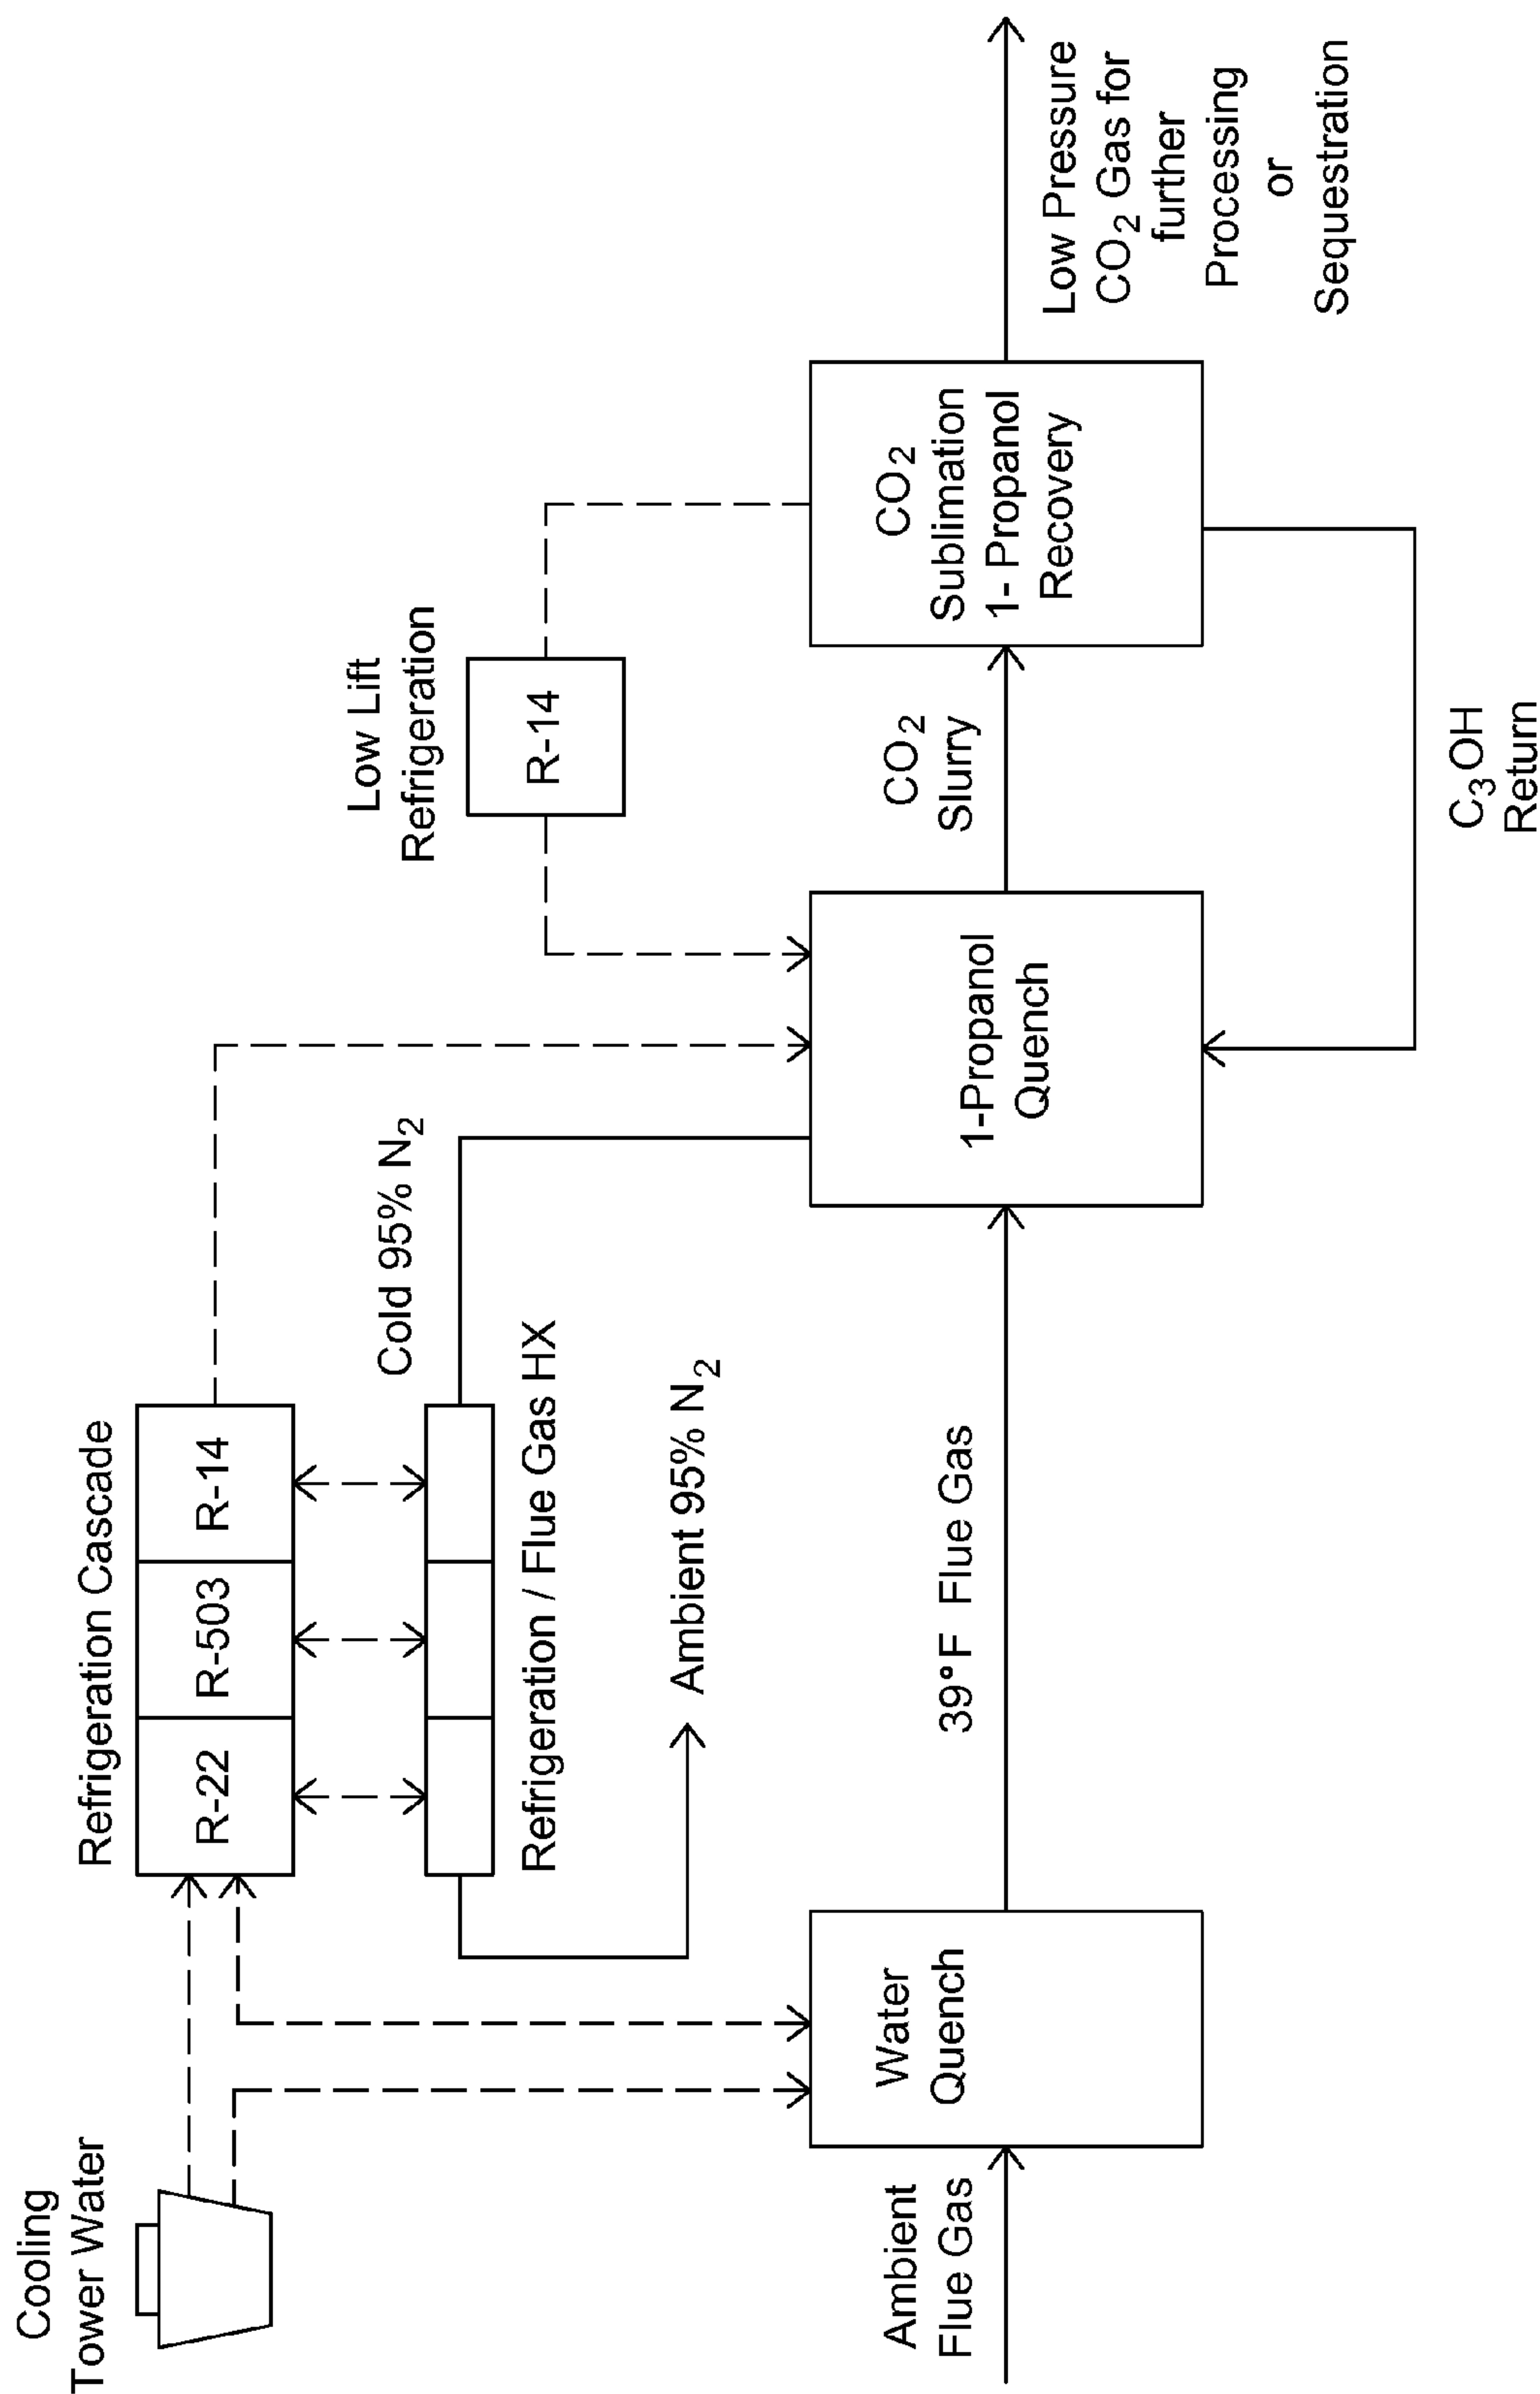 Cooling
Tower Water
Refrigeration Cascade
R-22
R-503
R-14
Cold 95% N2
Refrigeration / Flue Gas HX
Ambient 95% N2
Low Lift
Refrigeration
R-14
Ambient
Flue Gas
Water
Quench
39°F Flue Gas
1-Propanol
Quench
CO2
Slurry
CO2
Sublimation
1- Propanol
Recovery
Low Pressure
CO2 Gas for
further
Processing
or
Sequestration
C3OH
Return